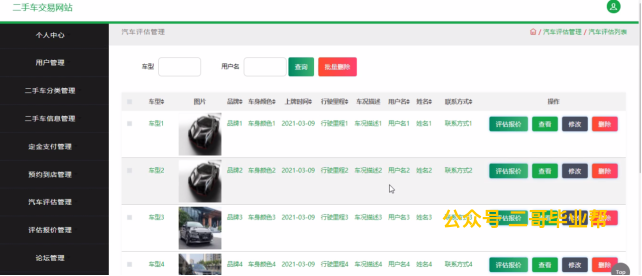 二手车交易网站
个人中心
用户管理
二手车分类管理
二手车信息管理
定金支付管理
预约到店管理
汽车评估管理
评估报价管理
论坛管理
汽车评估管理
/ 汽车评估管理 / 汽车评估列表
车型 用户名 查询 批量删除
车型 图片 品牌 车身颜色 上牌时间 行驶里程 车况描述 用户名 姓名 联系方式 操作
车型1 品牌1 车身颜色1 2021-03-09 行驶里程1 车况描述1 用户名1 姓名1 联系方式1 评估报价 查看 修改 删除
车型2 品牌2 车身颜色2 2021-03-09 行驶里程2 车况描述2 用户名2 姓名2 联系方式2 评估报价 查看 修改 删除
车型3 品牌3 车身颜色3 2021-03-09 行驶里程3 车况描述3 用户名3 姓名3 联系方式3 评估报价 查看 修改 删除
公众号 二哥毕业帮
车型4 品牌4 车身颜色4 2021-03-09 行驶里程4 车况描述4 用户名4 姓名4 联系方式4 评估报价 查看 修改 删除
Top